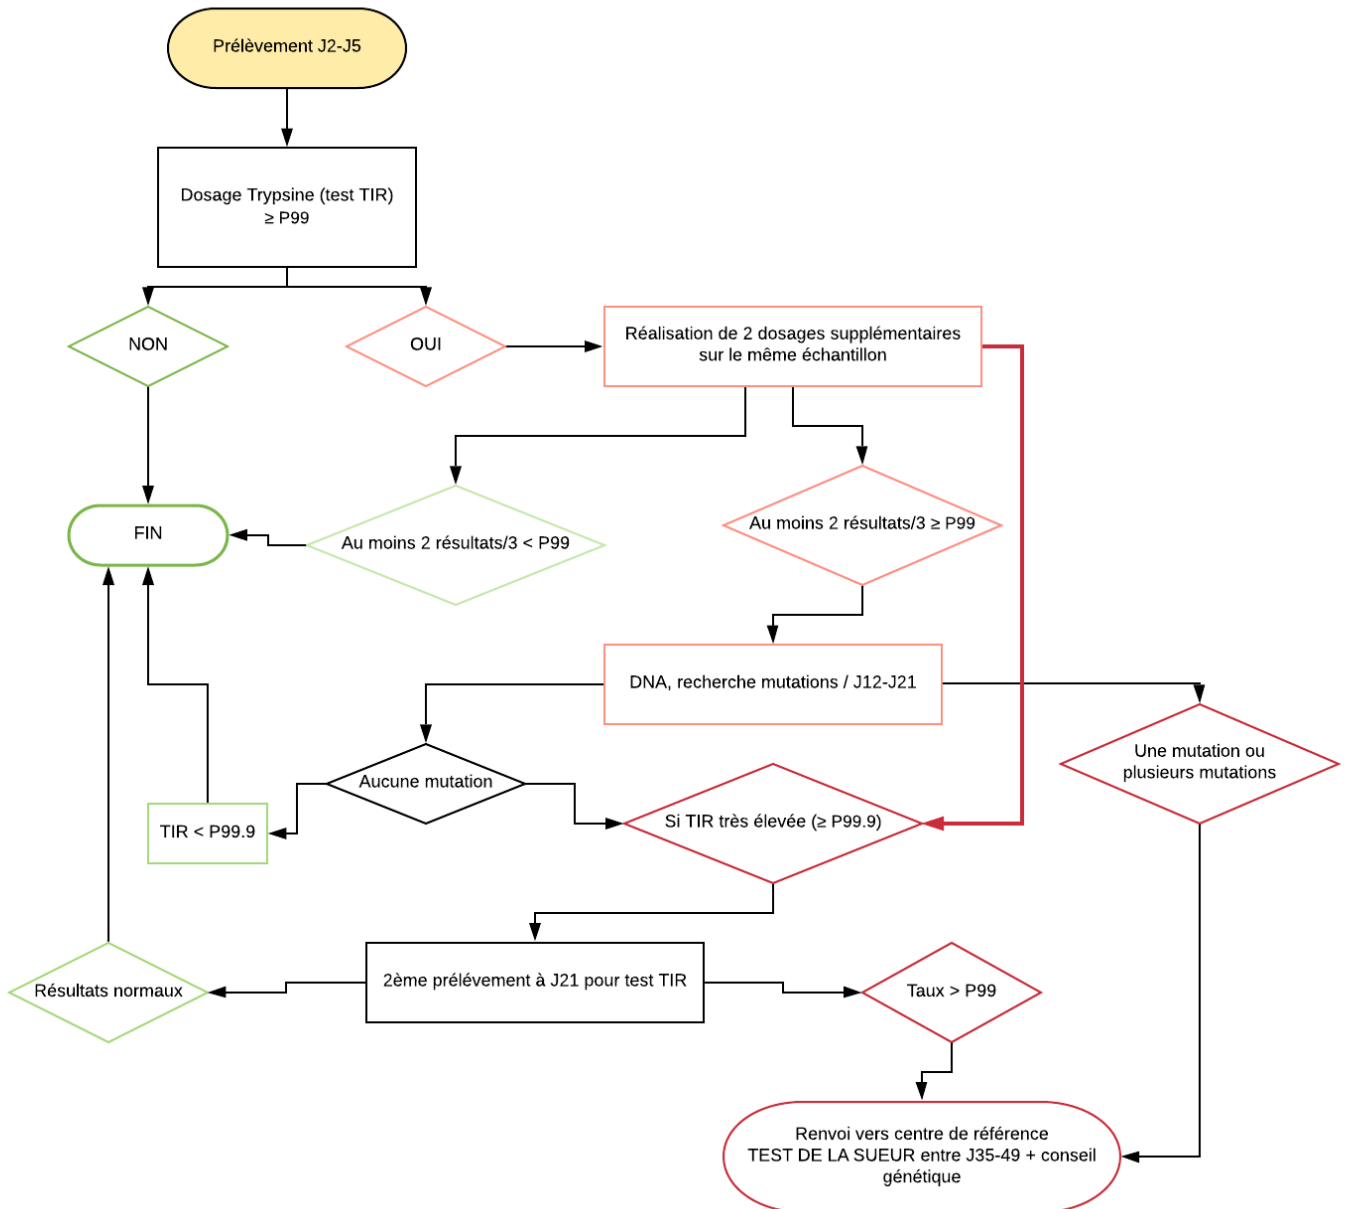 Prélèvement J2-J5
Dosage Trypsine (test TIR)
≥ P99
NON
OUI
Réalisation de 2 dosages supplémentaires
sur le même échantillon
FIN
Au moins 2 résultats/3 < P99
Au moins 2 résultats/3 ≥ P99
DNA, recherche mutations / J12-J21
Une mutation ou
plusieurs mutations
Aucune mutation
TIR < P99.9
Si TIR très élevée (≥ P99.9)
Résultats normaux
2ème prélévement à J21 pour test TIR
Taux > P99
Renvoi vers centre de référence
TEST DE LA SUEUR entre J35-49 + conseil
génétique